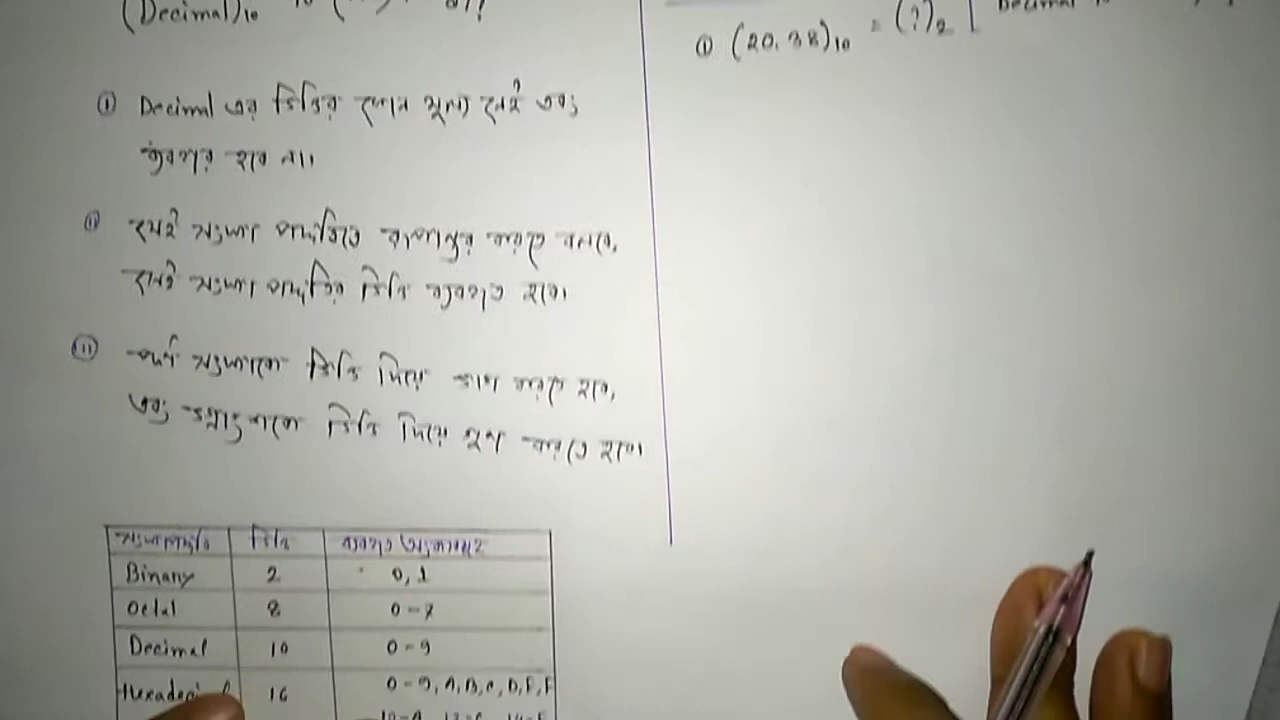 (Decimal)₁₀
① Decimal এর ভিত্তির কোন মূল্য নেই এবং
ব্যবহার হবে না।
② যেই সংখ্যা পদ্ধতিতে রূপান্তর করতে বলবে,
সেই সংখ্যা পদ্ধতির ভিত্তি ব্যবহার হবে।
③ পূর্ণ সংখ্যাকে ভিত্তি দিয়ে ভাগ করতে হবে,
এবং ভগ্নাংশকে ভিত্তি দিয়ে গুণ করতে হবে।
সংখ্যাপদ্ধতি ভিত্তি ব্যবহৃত অংকসমূহ
Binary 2 0, 1
Octal 8 0-7
Decimal 10 0-9
Hexadecimal 16 0-9, A, B, C, D, E, F
① (20.38)₁₀ = (?)₂